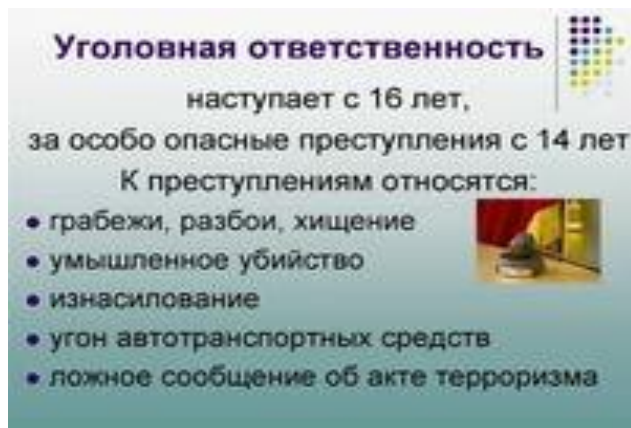 Уголовная ответственность
наступает с 16 лет,
за особо опасные преступления с 14 лет
К преступлениям относятся:
• грабежи, разбои, хищение
• умышленное убийство
• изнасилование
• угон автотранспортных средств
• ложное сообщение об акте терроризма